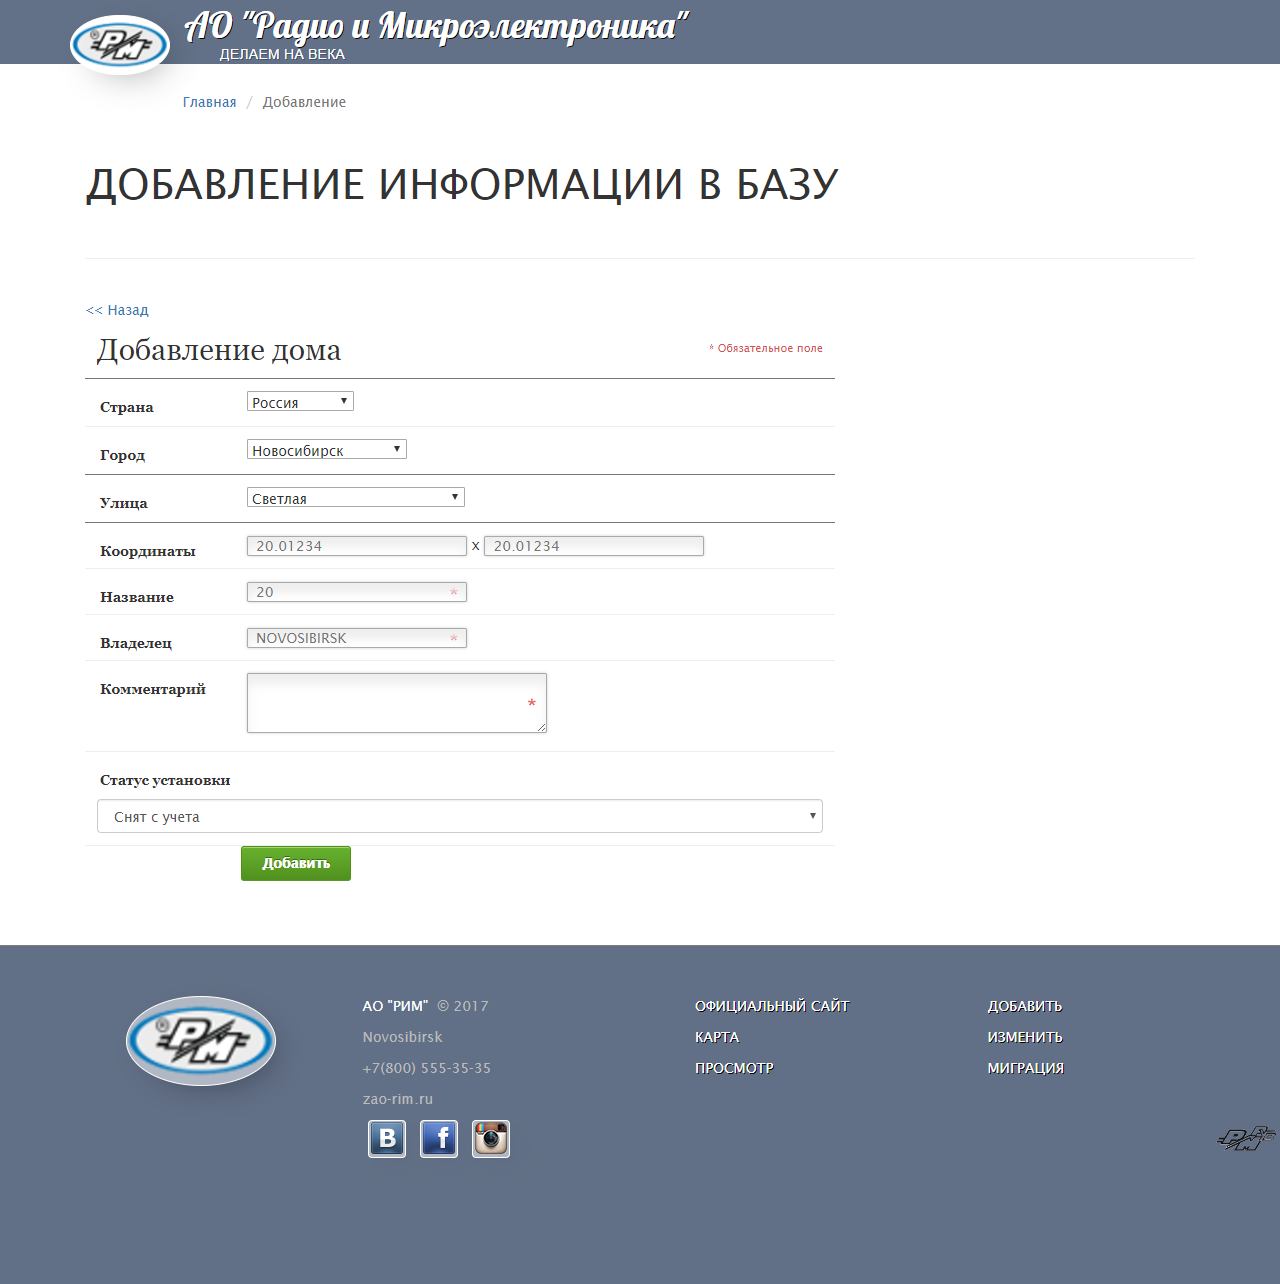 РМ
АО "Радио и Микроэлектроника"
ДЕЛАЕМ НА ВЕКА
Главная / Добавление
ДОБАВЛЕНИЕ ИНФОРМАЦИИ В БАЗУ
<< Назад
Добавление дома
* Обязательное поле
Страна Россия
Город Новосибирск
Улица Светлая
Координаты 20.01234 x 20.01234
Название 20 *
Владелец NOVOSIBIRSK *
Комментарий *
Статус установки
Снят с учета
Добавить
РМ
АО "РИМ" © 2017
Novosibirsk
+7(800) 555-35-35
zao-rim.ru
В f
ОФИЦИАЛЬНЫЙ САЙТ
КАРТА
ПРОСМОТР
ДОБАВИТЬ
ИЗМЕНИТЬ
МИГРАЦИЯ